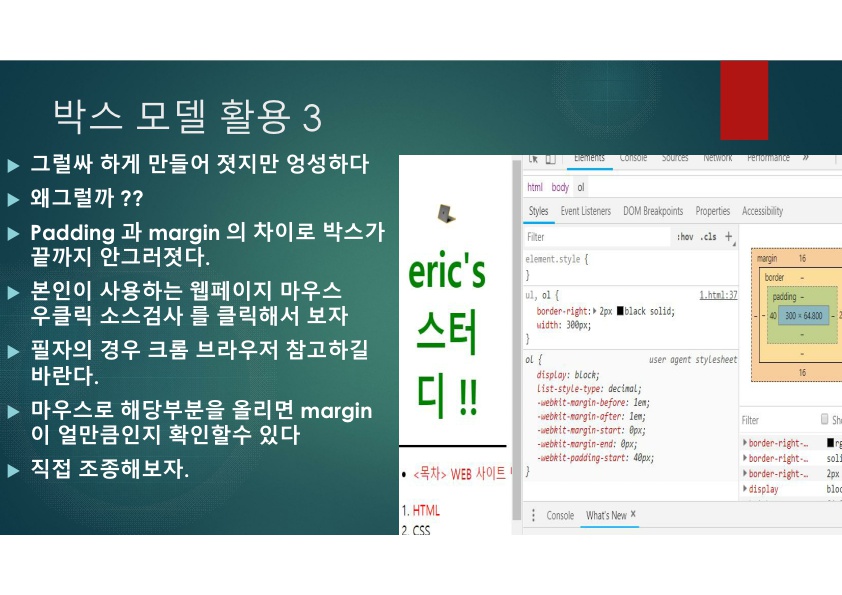 박스 모델 활용 3
그럴싸 하게 만들어 졋지만 엉성하다
왜그럴까 ??
Padding 과 margin 의 차이로 박스가
끝까지 안그러졋다.
본인이 사용하는 웹페이지 마우스
우클릭 소스검사 를 클릭해서 보자
필자의 경우 크롬 브라우저 참고하길
바란다.
마우스로 해당부분을 올리면 margin
이 얼만큼인지 확인할수 있다
직접 조종해보자.
eric's
스터
디 !!
<목차> WEB 사이트
1. HTML
2. CSS
Elements Console Sources Network Performance »
html body ol
Styles Event Listeners DOM Breakpoints Properties Accessibility
Filter :hov .cls +
element.style {
}
ul, ol { 1.html:37
border-right: 2px black solid;
width: 300px;
}
ol { user agent stylesheet
display: block;
list-style-type: decimal;
-webkit-margin-before: 1em;
-webkit-margin-after: 1em;
-webkit-margin-start: 0px;
-webkit-margin-end: 0px;
-webkit-padding-start: 40px;
}
margin 16
border -
padding -
- - 40 300 × 64.800 - - 2
-
-
16
Filter
border-right-…
border-right-… soli
border-right-… 2px
display bloc
Console What's New ×